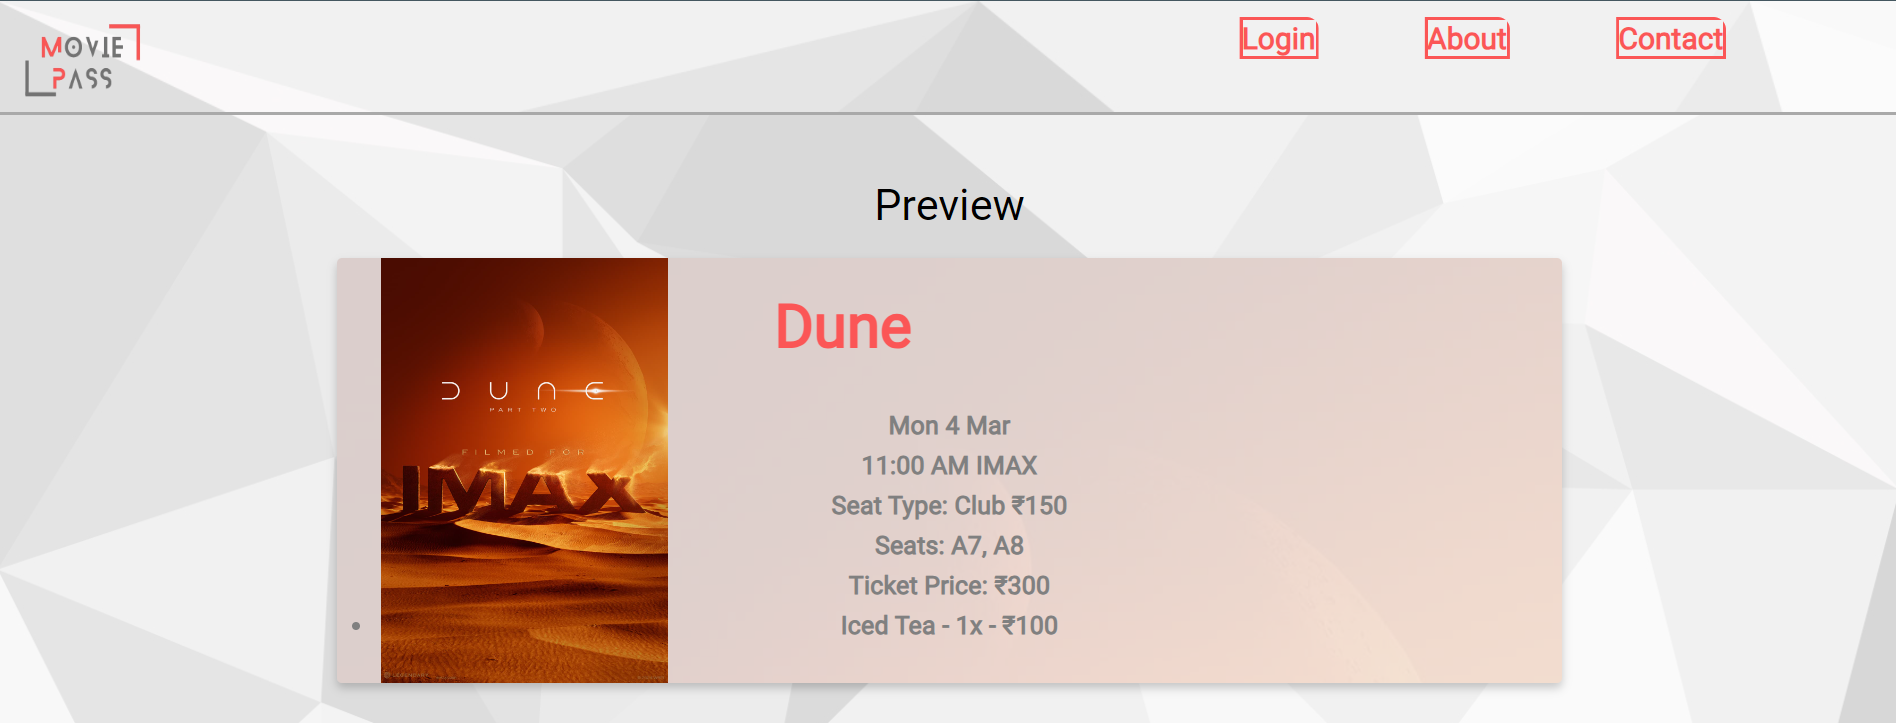 MOVIE
PASS
Login
About
Contact
Preview
DUNE
PART TWO
FILMED FOR
IMAX
Dune
Mon 4 Mar
11:00 AM IMAX
Seat Type: Club ₹150
Seats: A7, A8
Ticket Price: ₹300
Iced Tea - 1x - ₹100